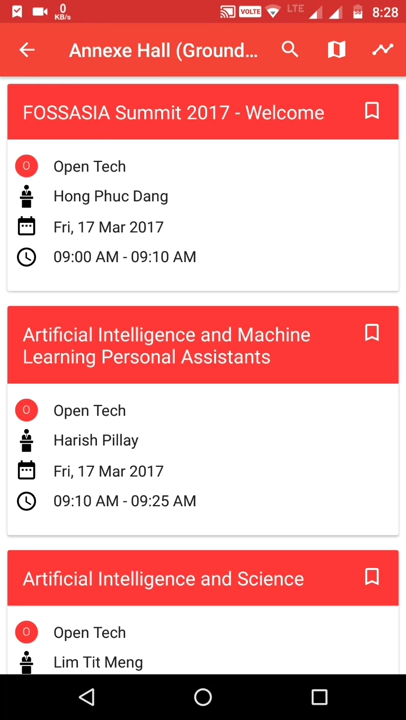 0
KB/s
VOLTE
LTE
8:28
Annexe Hall (Ground...
FOSSASIA Summit 2017 - Welcome
O
Open Tech
Hong Phuc Dang
Fri, 17 Mar 2017
09:00 AM - 09:10 AM
Artificial Intelligence and Machine
Learning Personal Assistants
O
Open Tech
Harish Pillay
Fri, 17 Mar 2017
09:10 AM - 09:25 AM
Artificial Intelligence and Science
O
Open Tech
Lim Tit Meng